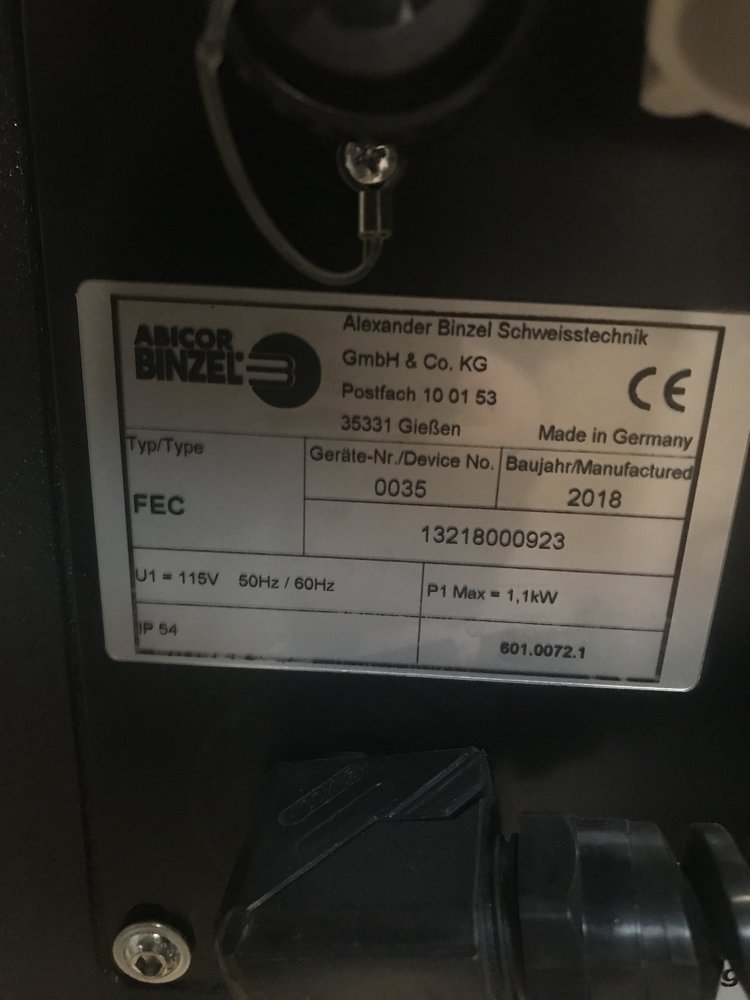 ABICOR
BINZEL®
Alexander Binzel Schweisstechnik
GmbH & Co. KG
Postfach 10 01 53
35331 Gießen
CE
Made in Germany
Typ/Type
FEC
Geräte-Nr./Device No.
0035
Baujahr/Manufactured
2018
13218000923
U1 = 115V 50Hz / 60Hz
P1 Max = 1,1kW
IP 54
601.0072.1